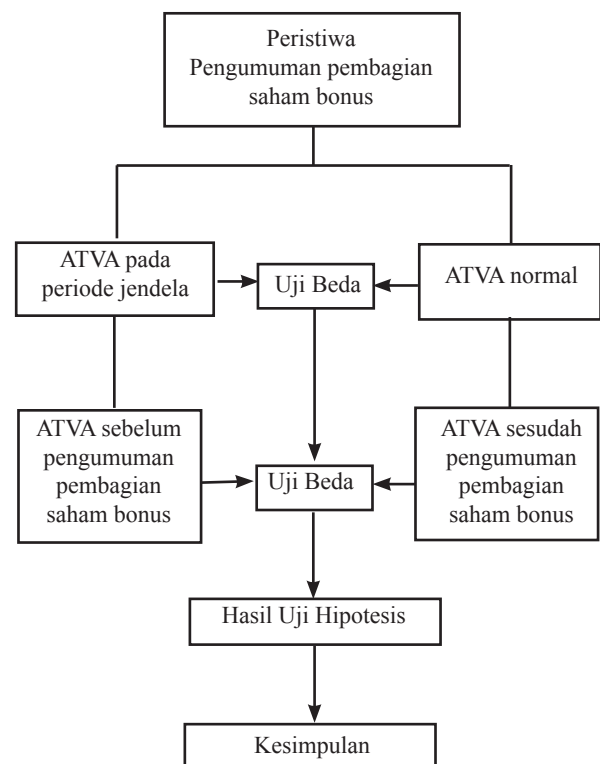 Peristiwa
Pengumuman pembagian
saham bonus
ATVA pada
periode jendela
Uji Beda
ATVA normal
ATVA sebelum
pengumuman
pembagian
saham bonus
Uji Beda
ATVA sesudah
pengumuman
pembagian
saham bonus
Hasil Uji Hipotesis
Kesimpulan